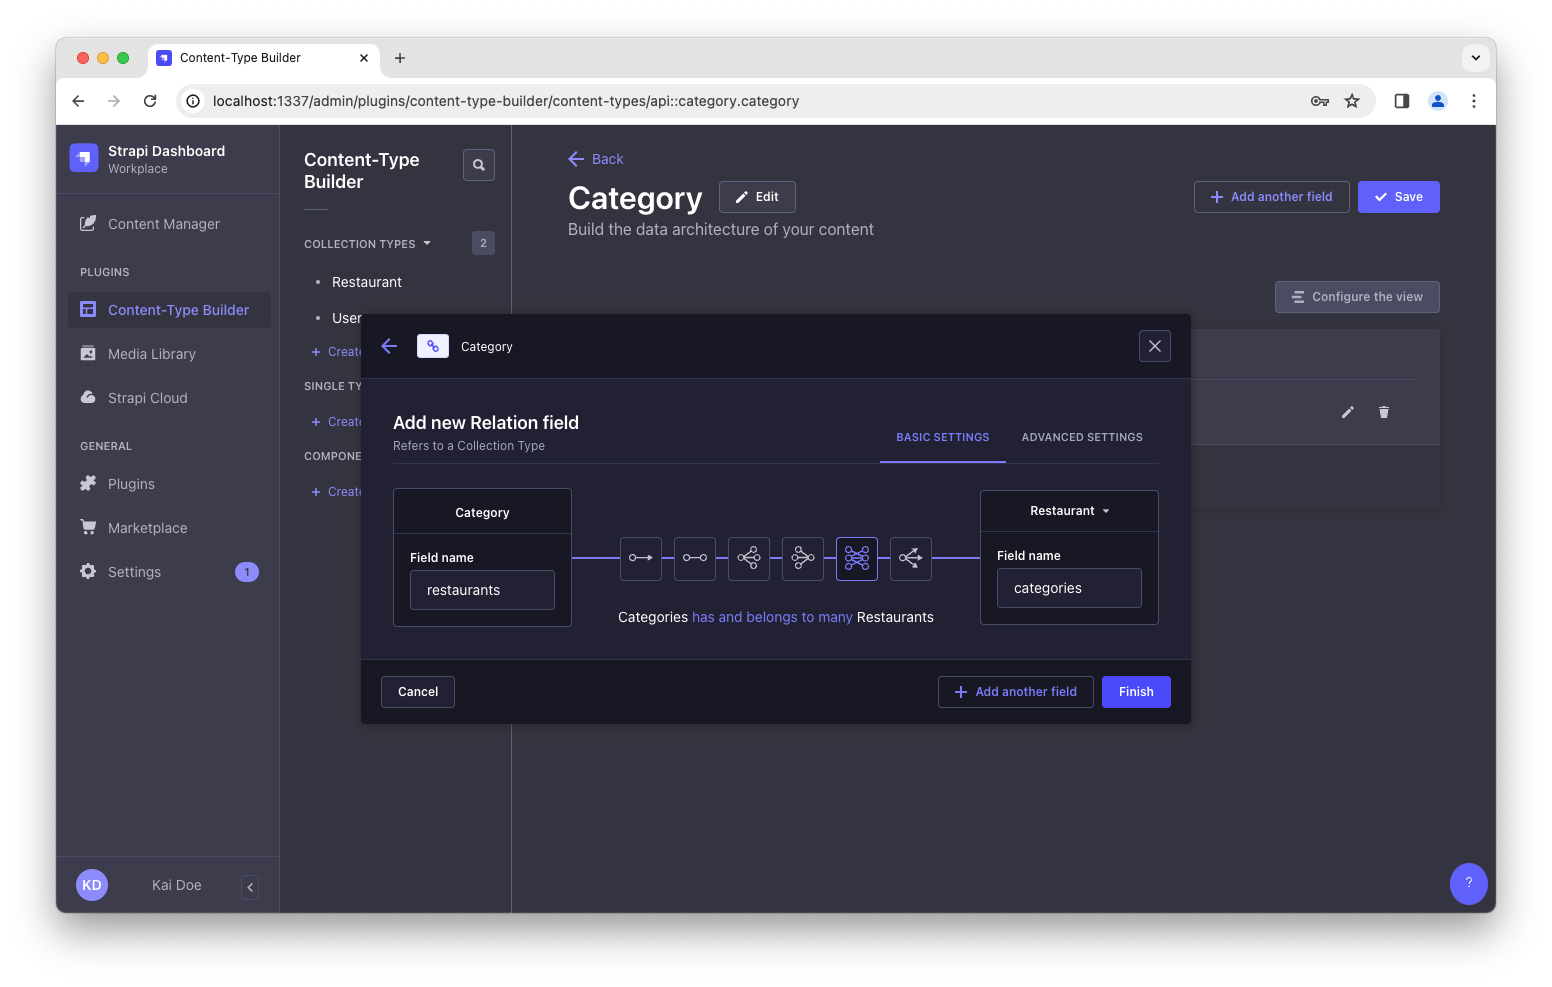 Content-Type Builder
localhost:1337/admin/plugins/content-type-builder/content-types/api::category.category
Strapi Dashboard
Workplace
Content Manager
PLUGINS
Content-Type Builder
Media Library
Strapi Cloud
GENERAL
Plugins
Marketplace
Settings
1
KD
Kai Doe
Content-Type
Builder
COLLECTION TYPES
2
Restaurant
User
+ Create
SINGLE TY
+ Create
COMPONE
+ Create
Back
Category
Edit
Build the data architecture of your content
Add another field
Save
Configure the view
Category
Add new Relation field
Refers to a Collection Type
BASIC SETTINGS
ADVANCED SETTINGS
Category
Field name
restaurants
Categories has and belongs to many Restaurants
Restaurant
Field name
categories
Cancel
Add another field
Finish
?